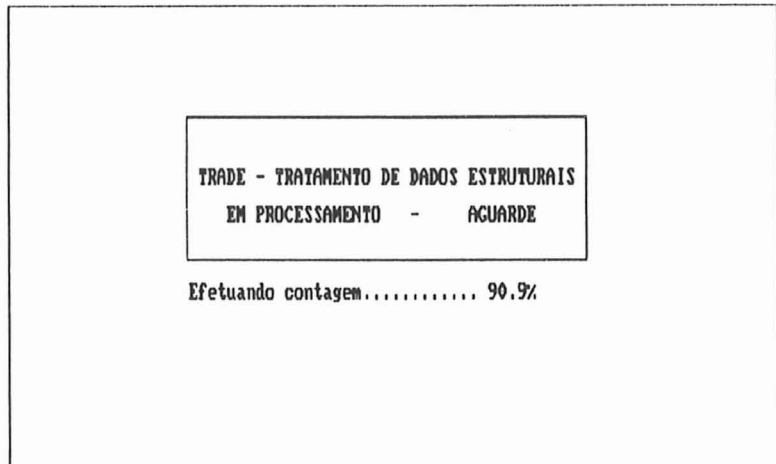 TRADE - TRATAMENTO DE DADOS ESTRUTURAIS
EM PROCESSAMENTO - AGUARDE
Efetuando contagem............ 90.9%